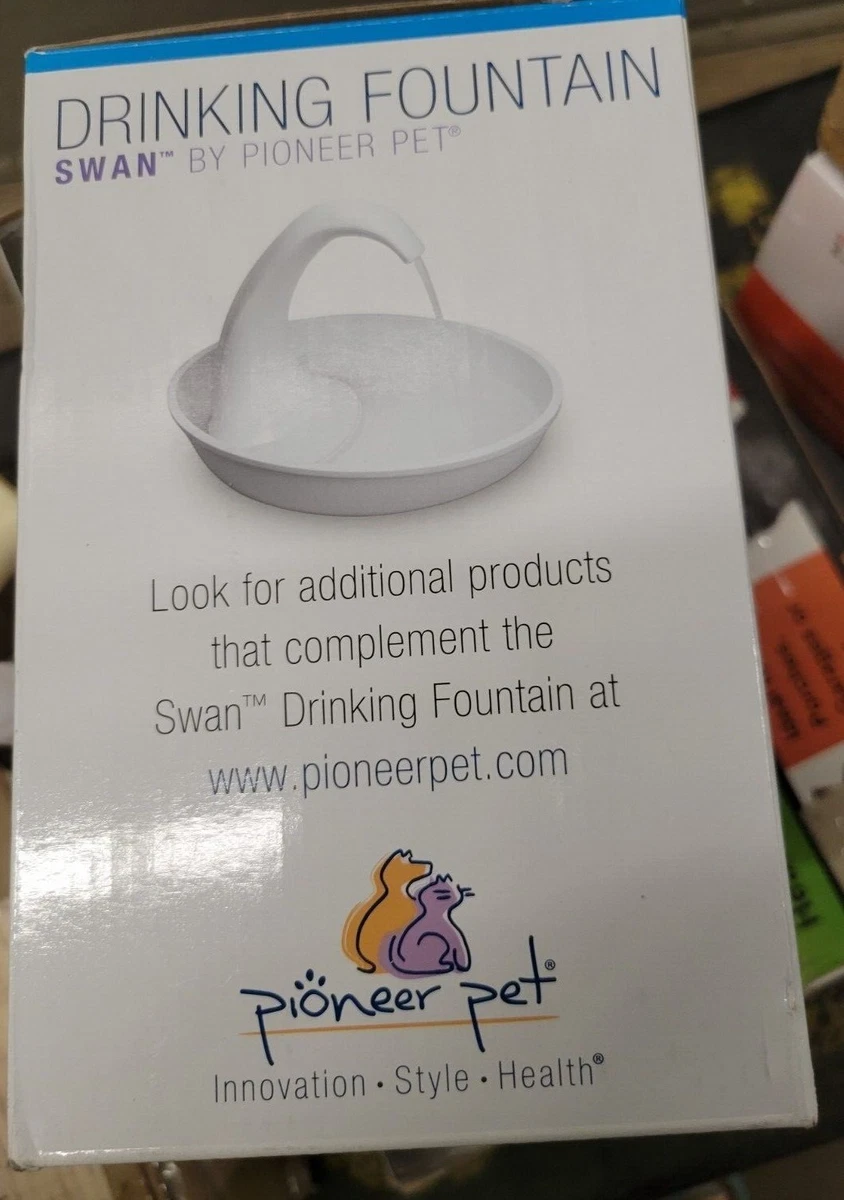 DRINKING FOUNTAIN
SWAN™ BY PIONEER PET®
Look for additional products
that complement the
Swan™ Drinking Fountain at
www.pioneerpet.com
pioneer pet®
Innovation · Style · Health®